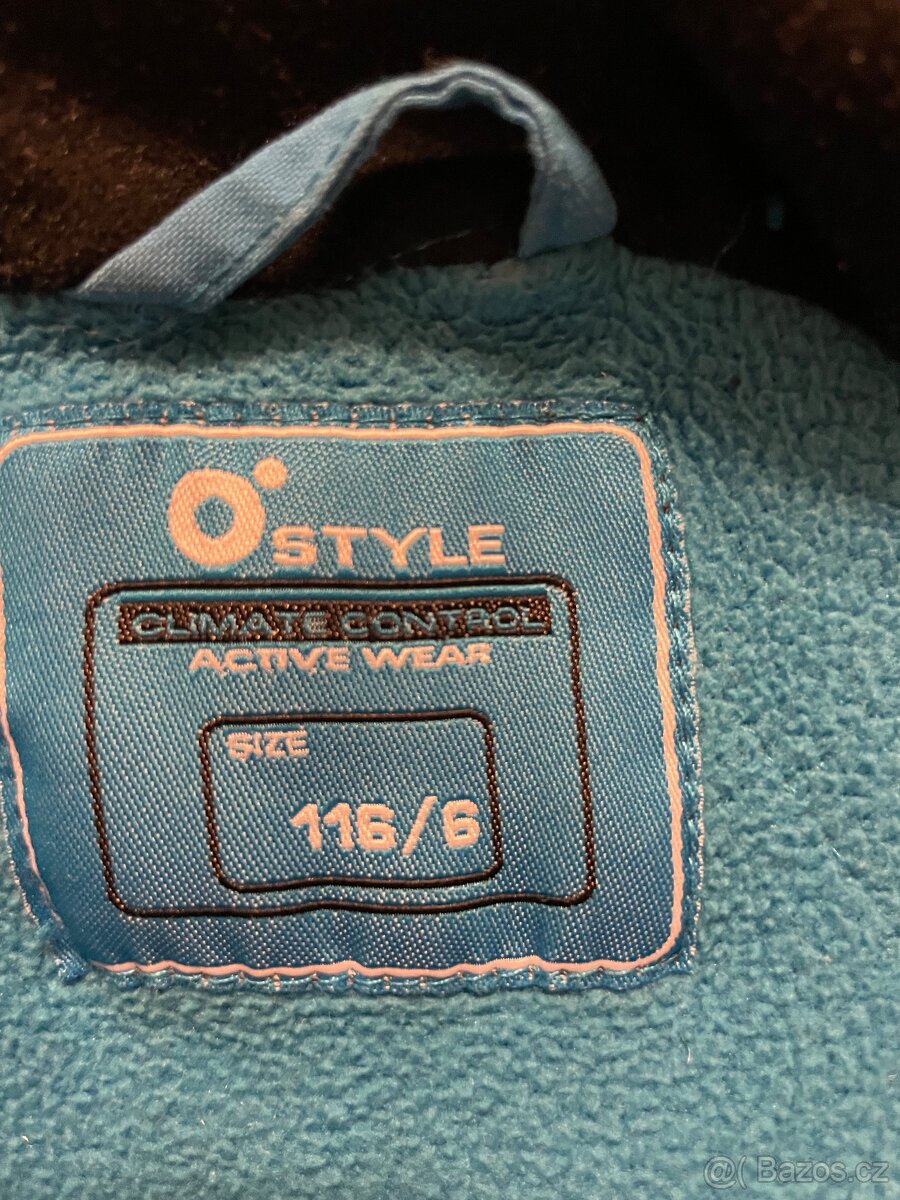 O°STYLE
CLIMATE CONTROL
ACTIVE WEAR
SIZE
116/6
@( Bazos.cz